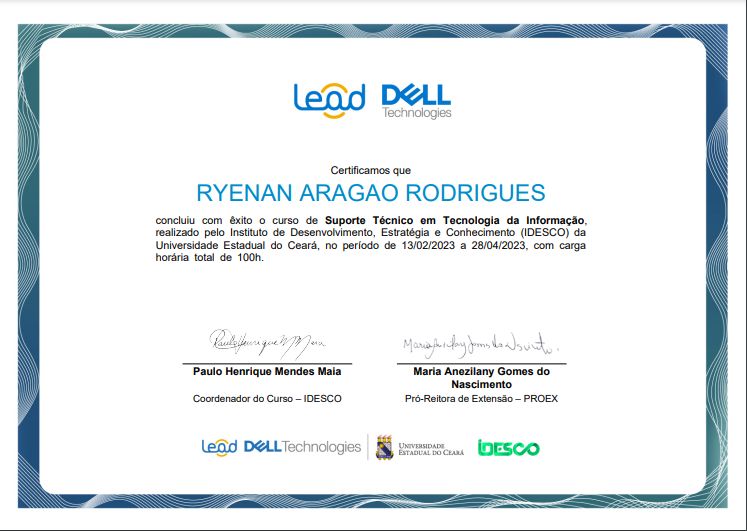 Lead DELL Technologies
Certificamos que
RYENAN ARAGAO RODRIGUES
concluiu com êxito o curso de Suporte Técnico em Tecnologia da Informação,
realizado pelo Instituto de Desenvolvimento, Estratégia e Conhecimento (IDESCO) da
Universidade Estadual do Ceará, no período de 13/02/2023 a 28/04/2023, com carga
horária total de 100h.
Paulo Henrique Mendes Maia
Coordenador do Curso – IDESCO
Maria Anezilany Gomes do
Nascimento
Pró-Reitora de Extensão – PROEX
Lead DELL Technologies UNIVERSIDADE
ESTADUAL DO CEARÁ
iDESCO